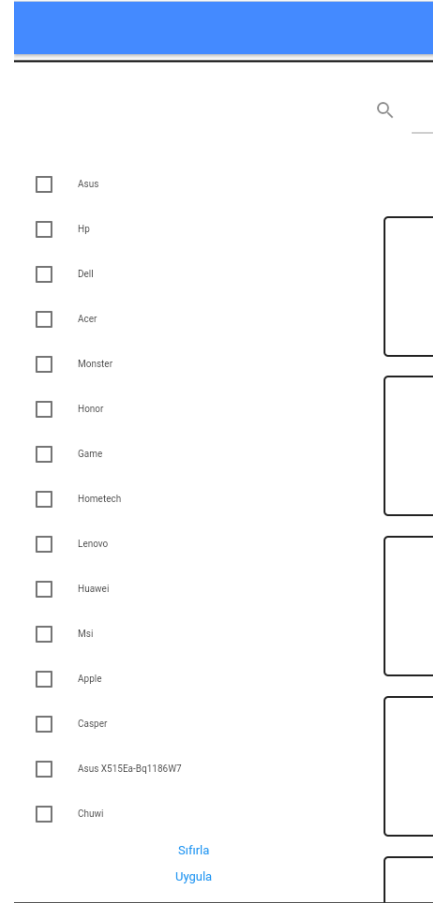 Asus
Hp
Dell
Acer
Monster
Honor
Game
Hometech
Lenovo
Huawei
Msi
Apple
Casper
Asus X515Ea-Bq1186W7
Chuwi
Sıfırla
Uygula